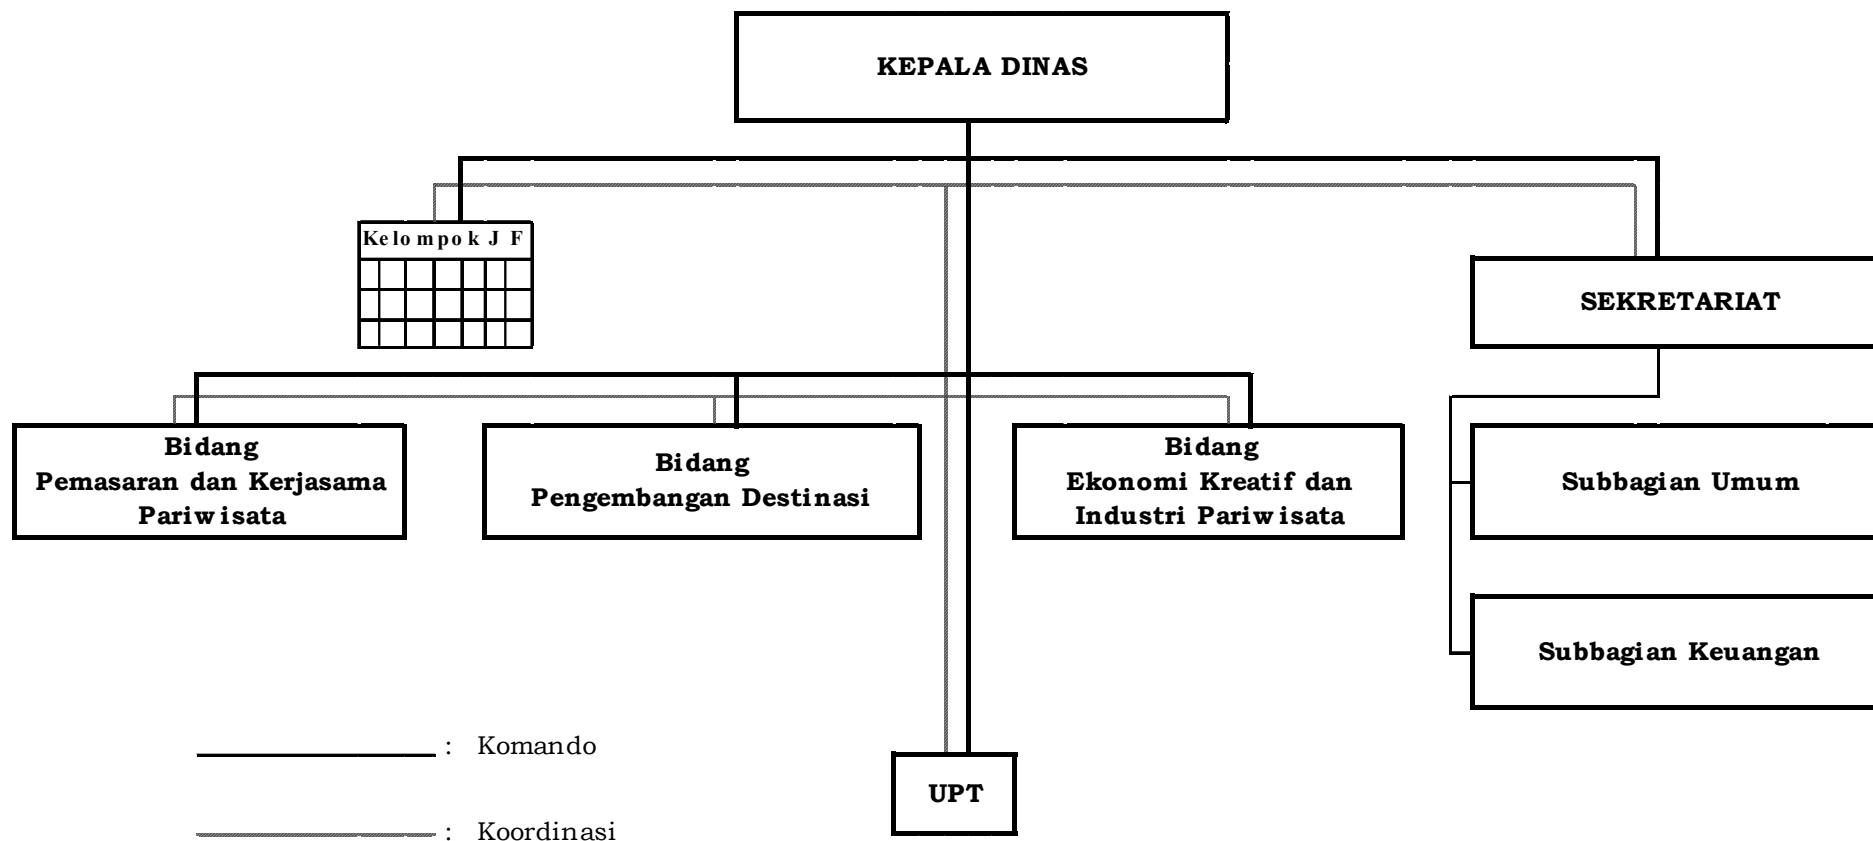 KEPALA DINAS
Kelompok J F
SEKRETARIAT
Bidang
Pemasaran dan Kerjasama
Pariwisata
Bidang
Pengembangan Destinasi
Bidang
Ekonomi Kreatif dan
Industri Pariwisata
Subbagian Umum
Subbagian Keuangan
: Komando
UPT
: Koordinasi